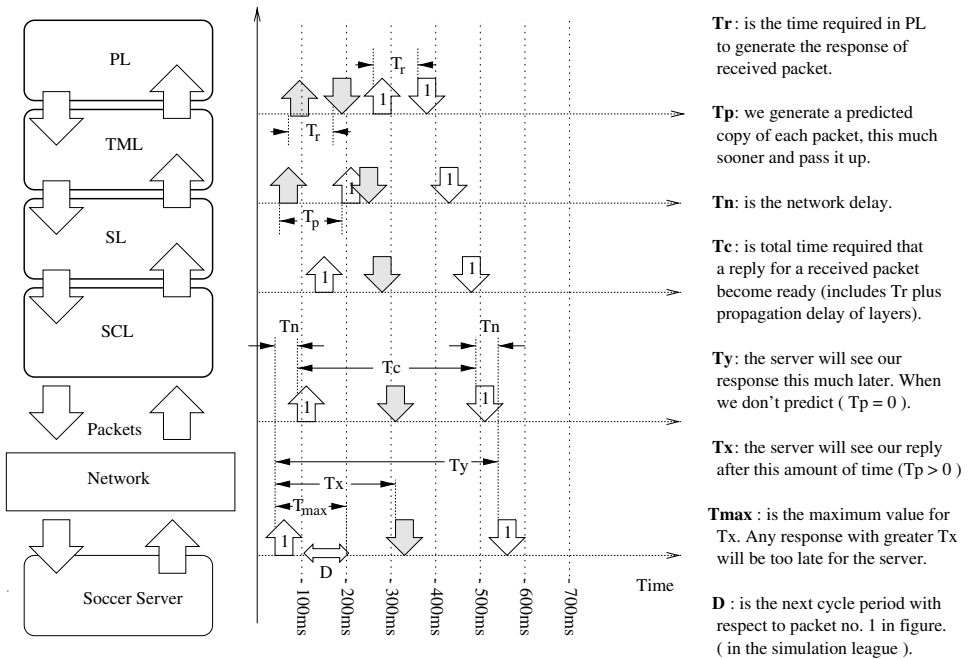 PL
TML
SL
SCL
Packets
Network
Soccer Server
Tr
1
1
Tr
1
1
Tp
1
1
Tn
Tn
Tc
1
1
Ty
Tx
Tmax
1
1
D
Time
100ms
200ms
300ms
400ms
500ms
600ms
700ms
Tr : is the time required in PL
to generate the response of
received packet.
Tp: we generate a predicted
copy of each packet, this much
sooner and pass it up.
Tn: is the network delay.
Tc: is total time required that
a reply for a received packet
become ready (includes Tr plus
propagation delay of layers).
Ty: the server will see our
response this much later. When
we don't predict ( Tp = 0 ).
Tx: the server will see our reply
after this amount of time (Tp > 0 )
Tmax : is the maximum value for
Tx. Any response with greater Tx
will be too late for the server.
D : is the next cycle period with
respect to packet no. 1 in figure.
( in the simulation league ).